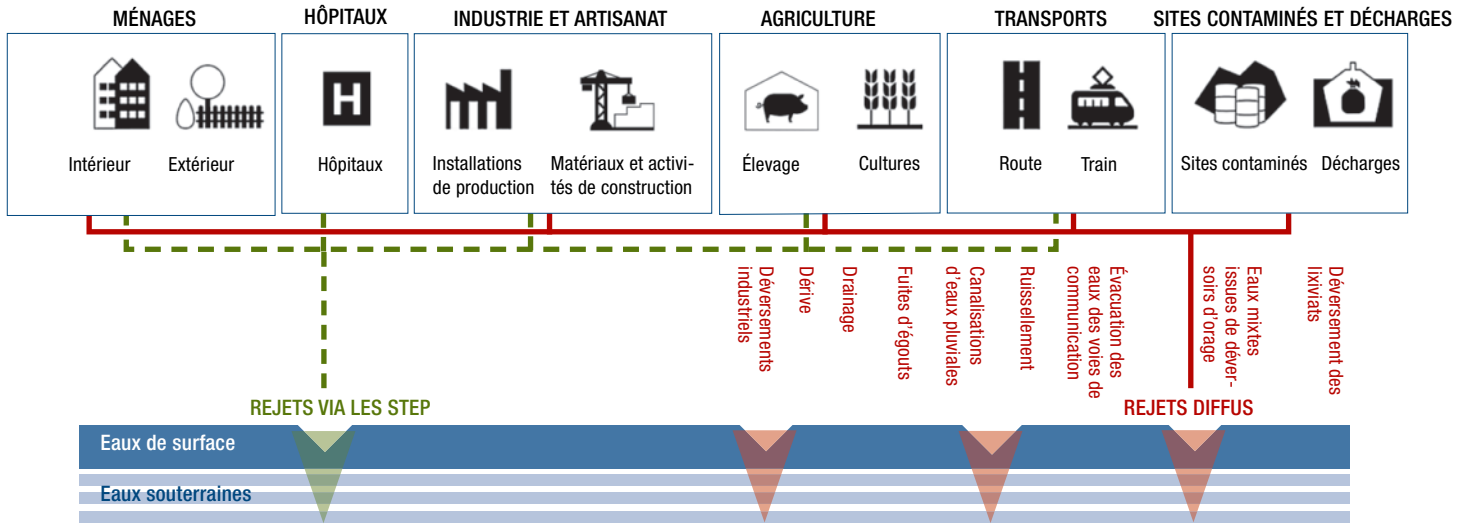 MÉNAGES
HÔPITAUX
INDUSTRIE ET ARTISANAT
AGRICULTURE
TRANSPORTS
SITES CONTAMINÉS ET DÉCHARGES
H
Intérieur
Extérieur
Hôpitaux
Installations
de production
Matériaux et activi-
tés de construction
Élevage
Cultures
Route
Train
Sites contaminés
Décharges
Déversements
industriels
Dérive
Drainage
Fuites d'égouts
Canalisations
d'eaux pluviales
Ruissellement
Évacuation des
eaux des voies de
communication
Eaux mixtes
issues de déver-
soirs d'orage
Déversement des
lixiviats
REJETS VIA LES STEP
REJETS DIFFUS
Eaux de surface
Eaux souterraines